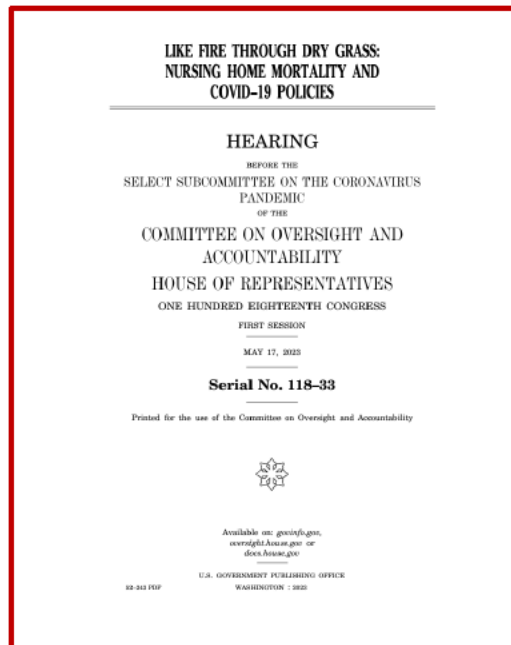 LIKE FIRE THROUGH DRY GRASS:
NURSING HOME MORTALITY AND
COVID–19 POLICIES
HEARING
BEFORE THE
SELECT SUBCOMMITTEE ON THE CORONAVIRUS
PANDEMIC
OF THE
COMMITTEE ON OVERSIGHT AND
ACCOUNTABILITY
HOUSE OF REPRESENTATIVES
ONE HUNDRED EIGHTEENTH CONGRESS
FIRST SESSION
MAY 17, 2023
Serial No. 118–33
Printed for the use of the Committee on Oversight and Accountability
Available on: govinfo.gov,
oversight.house.gov or
docs.house.gov
U.S. GOVERNMENT PUBLISHING OFFICE
52–243 PDF WASHINGTON : 2023